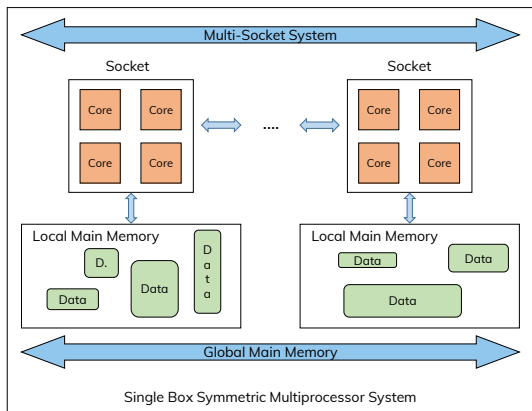 Multi-Socket System
Socket
Socket
Core
Core
Core
Core
Core
Core
Core
Core
....
Local Main Memory
D.
Data
Data
Data
Local Main Memory
Data
Data
Data
Global Main Memory
Single Box Symmetric Multiprocessor System